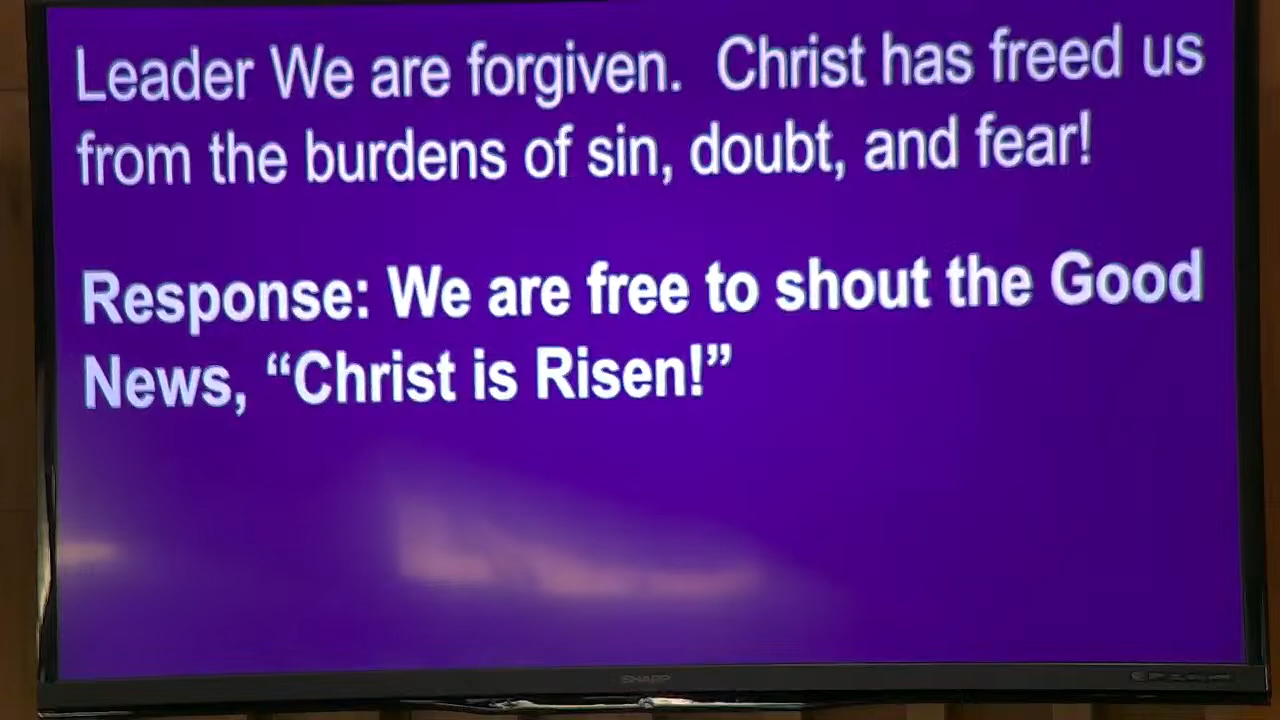 Leader We are forgiven. Christ has freed us
from the burdens of sin, doubt, and fear!
Response: We are free to shout the Good
News, “Christ is Risen!”
SHARP